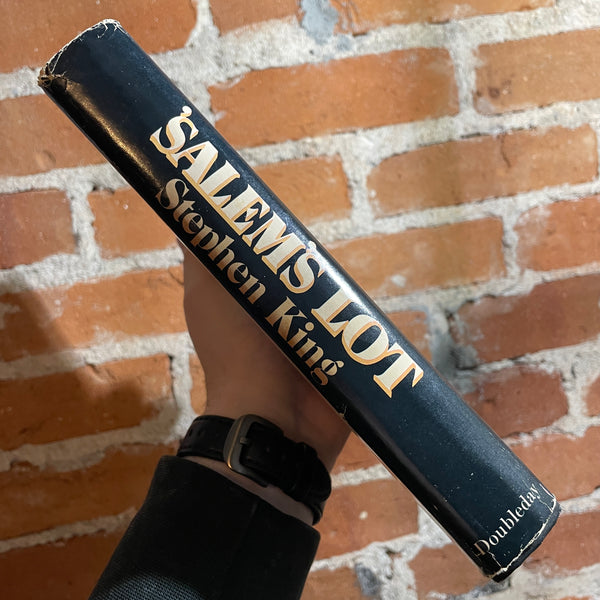 'SALEM'S LOT
Stephen King
Doubleday